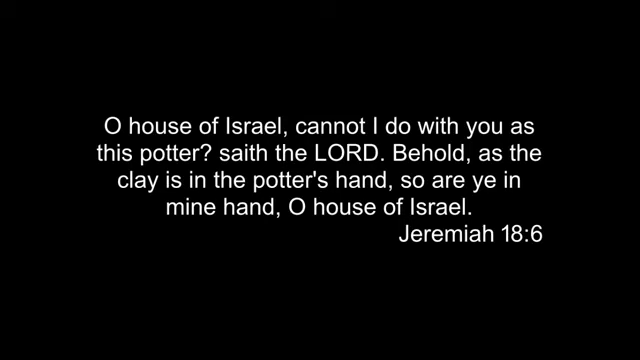 O house of Israel, cannot I do with you as
this potter? saith the LORD. Behold, as the
clay is in the potter's hand, so are ye in
mine hand, O house of Israel.
Jeremiah 18:6